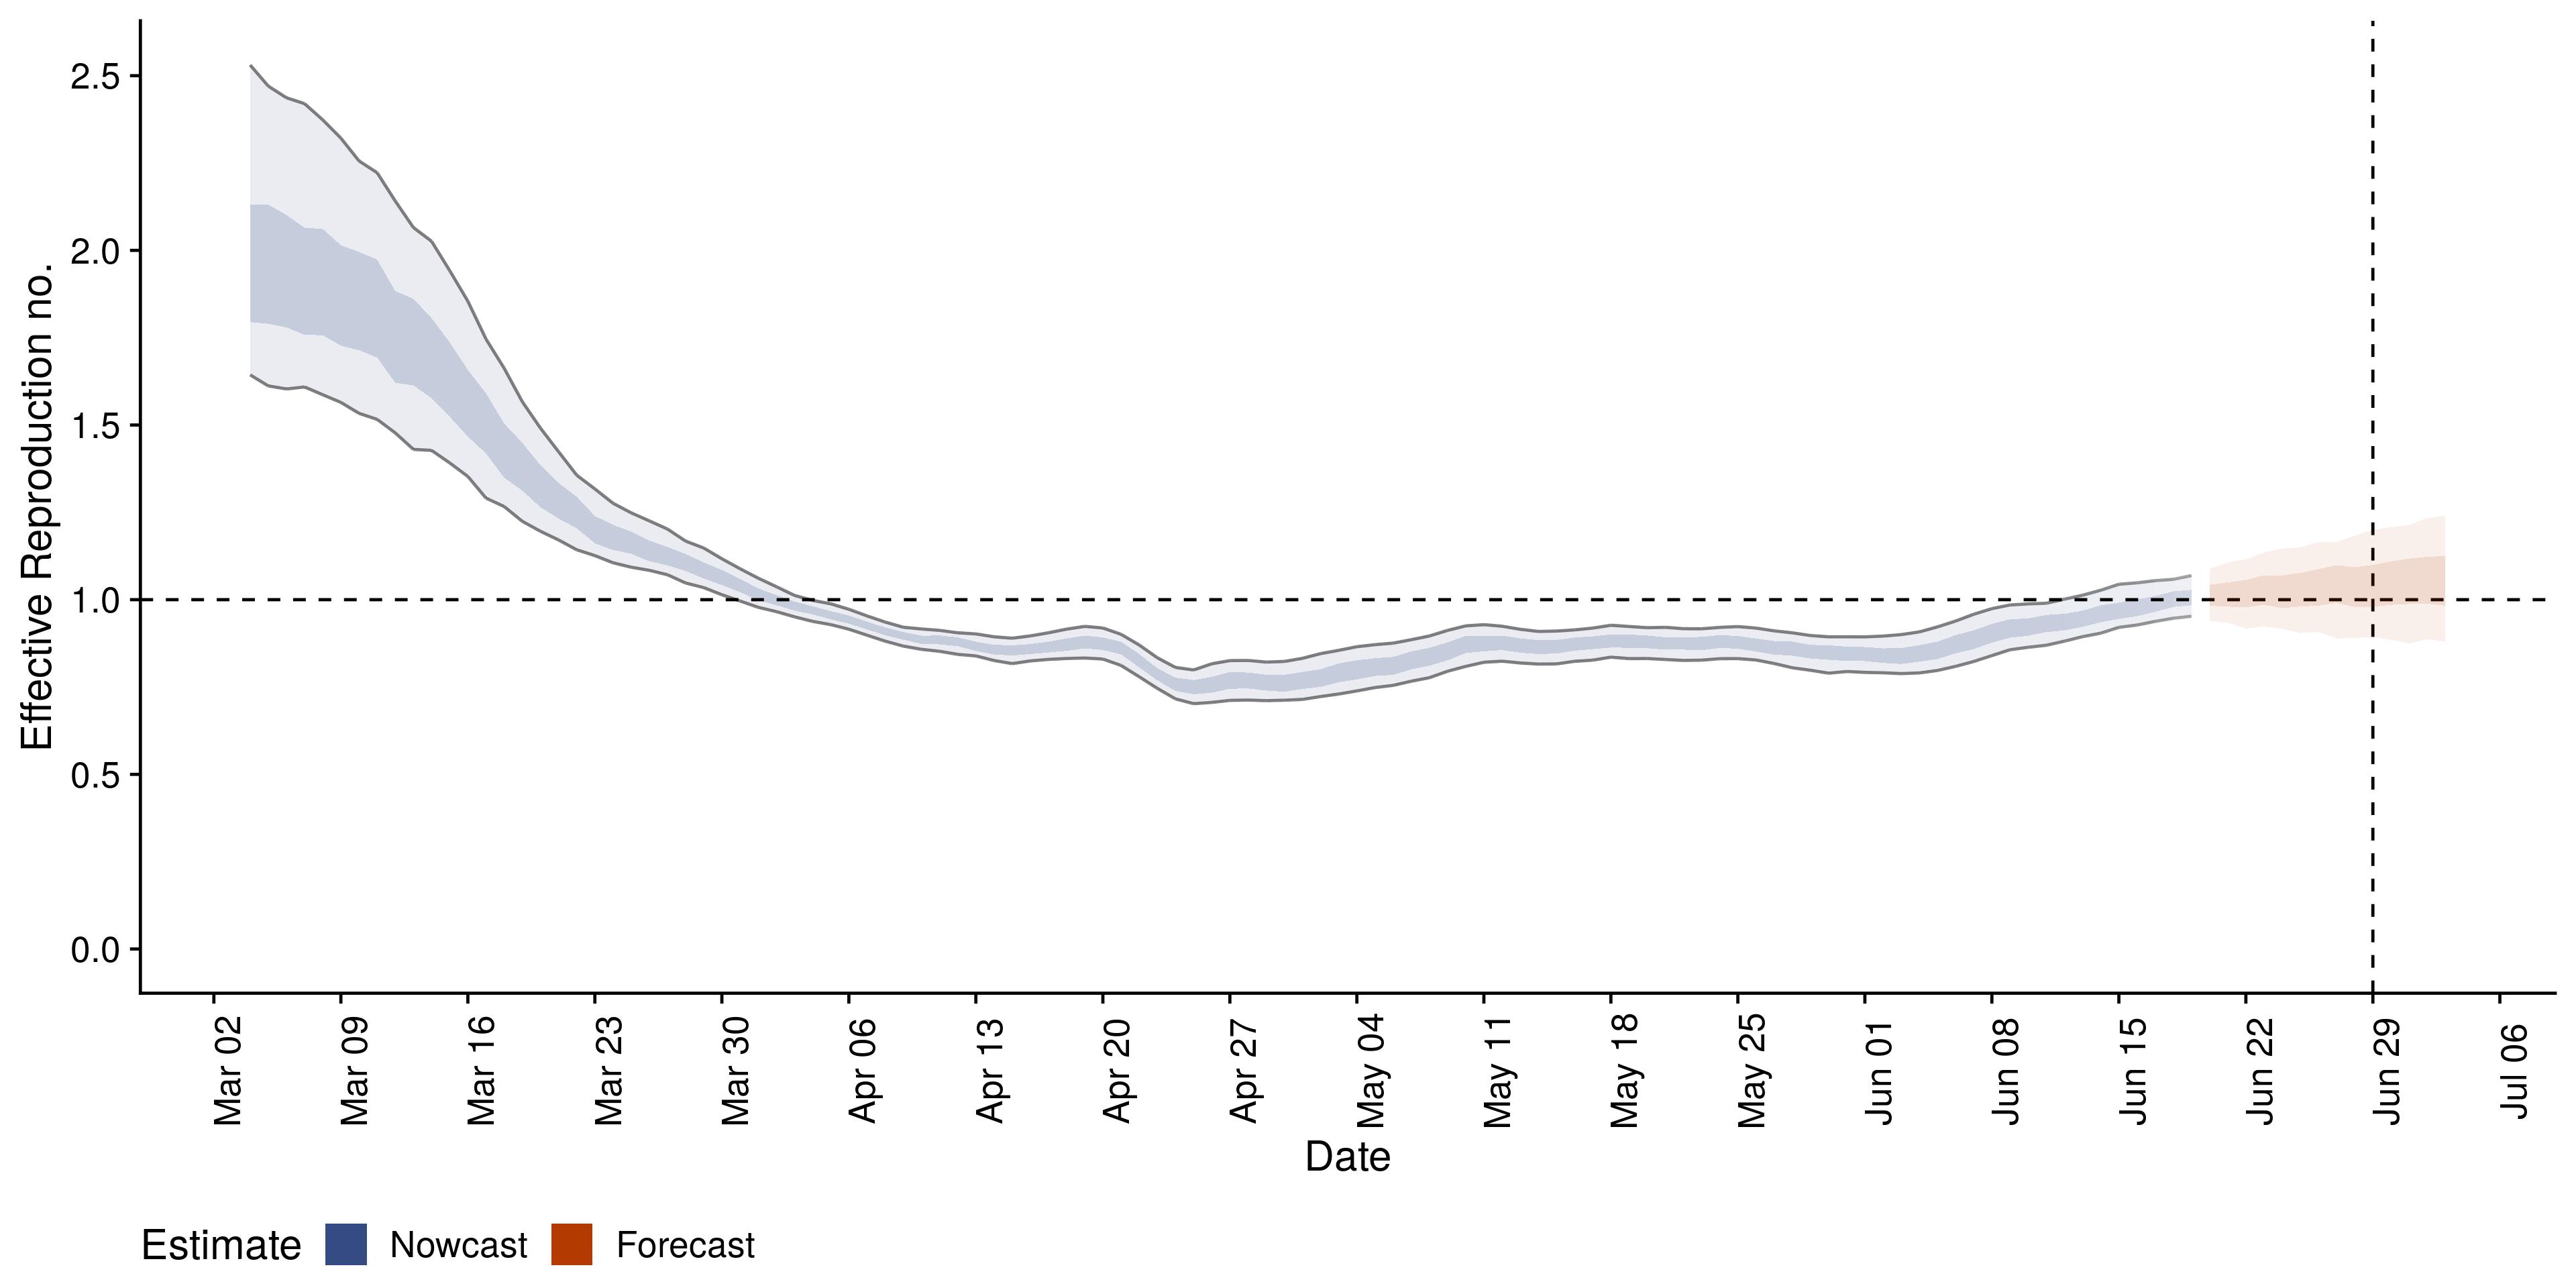 Effective Reproduction no.
2.5
2.0
1.5
1.0
0.5
0.0
Mar 02
Mar 09
Mar 16
Mar 23
Mar 30
Apr 06
Apr 13
Apr 20
Apr 27
May 04
May 11
May 18
May 25
Jun 01
Jun 08
Jun 15
Jun 22
Jun 29
Jul 06
Date
Estimate Nowcast Forecast